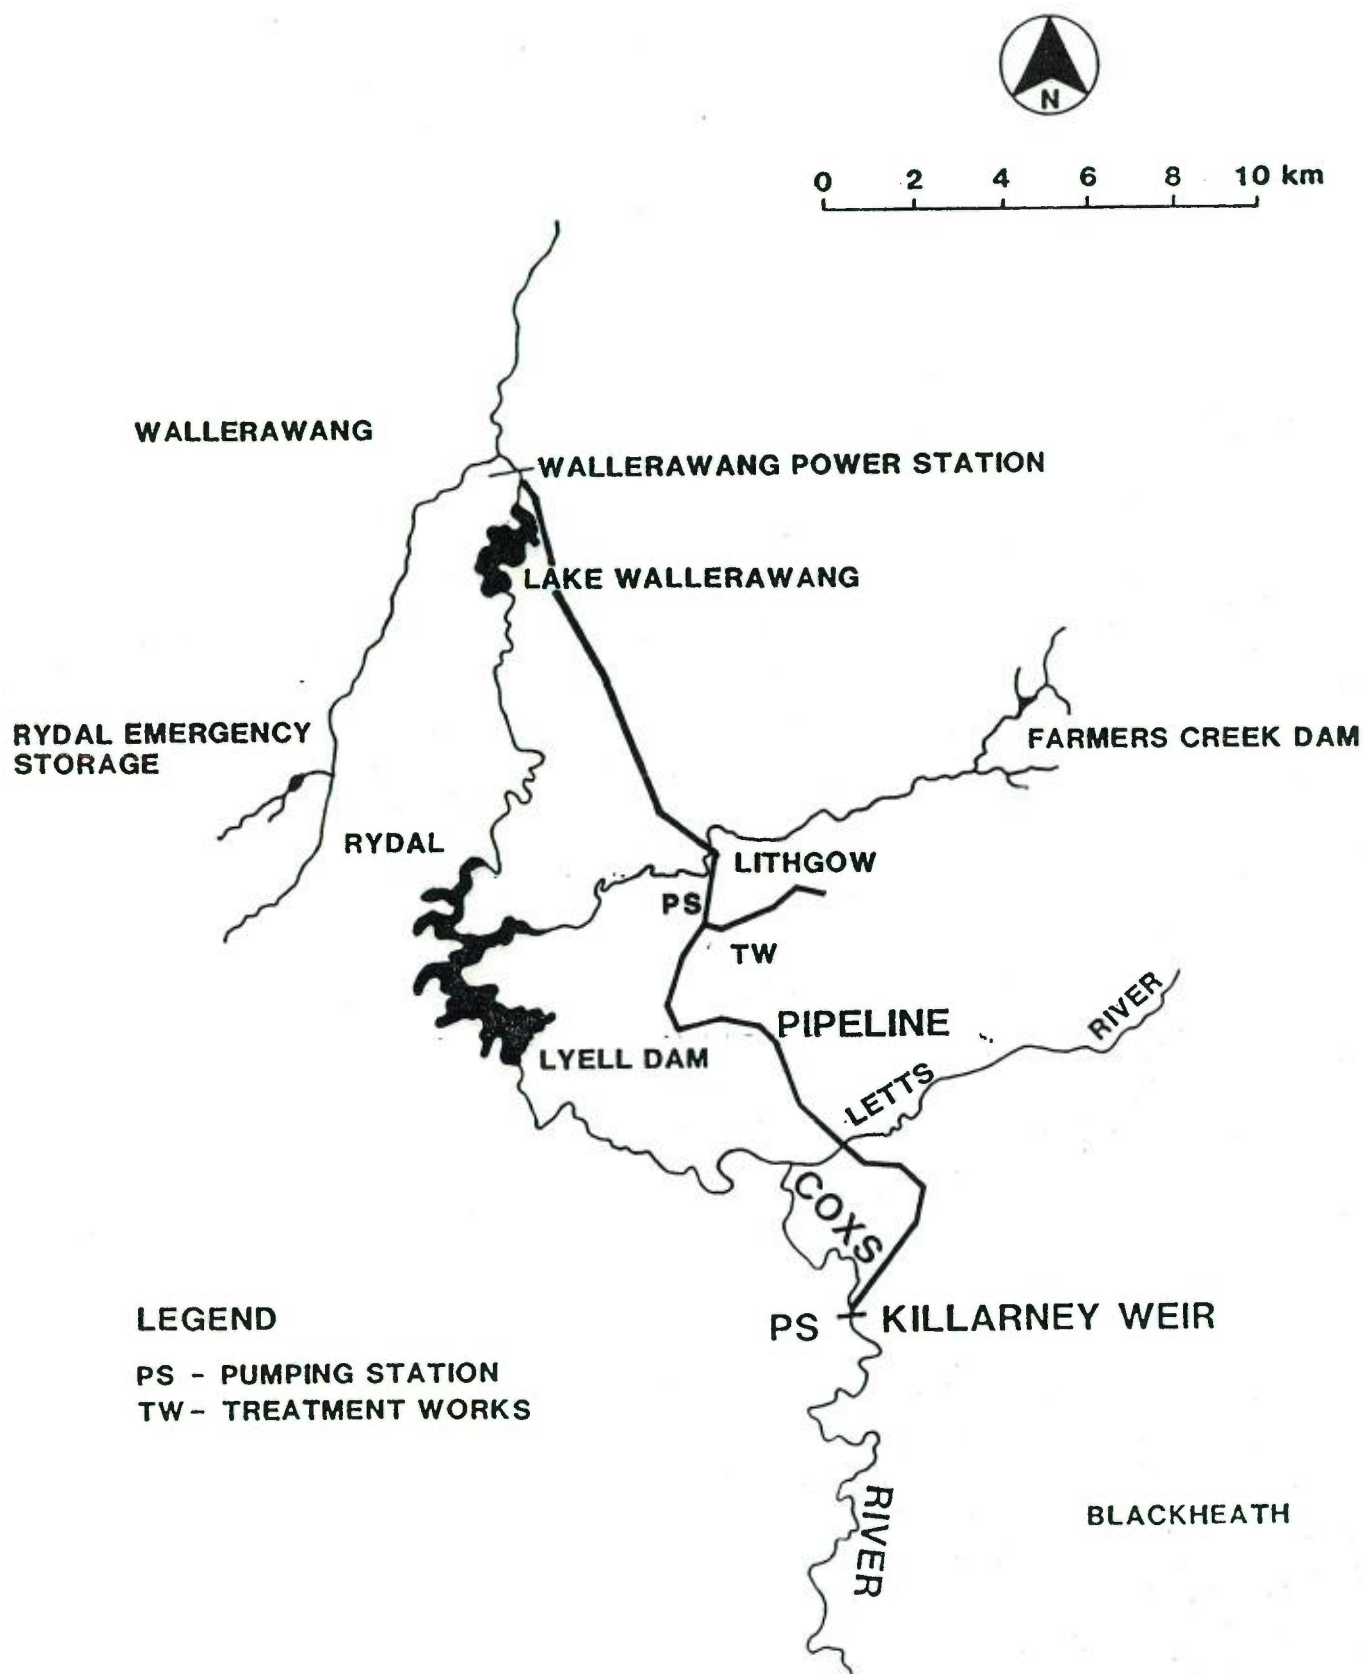 N
0 2 4 6 8 10 km
WALLERAWANG
WALLERAWANG POWER STATION
LAKE WALLERAWANG
RYDAL EMERGENCY
STORAGE
FARMERS CREEK DAM
RYDAL
LITHGOW
PS
TW
PIPELINE
RIVER
LYELL DAM
LETTS
COXS
LEGEND
PS KILLARNEY WEIR
PS - PUMPING STATION
TW - TREATMENT WORKS
RIVER
BLACKHEATH